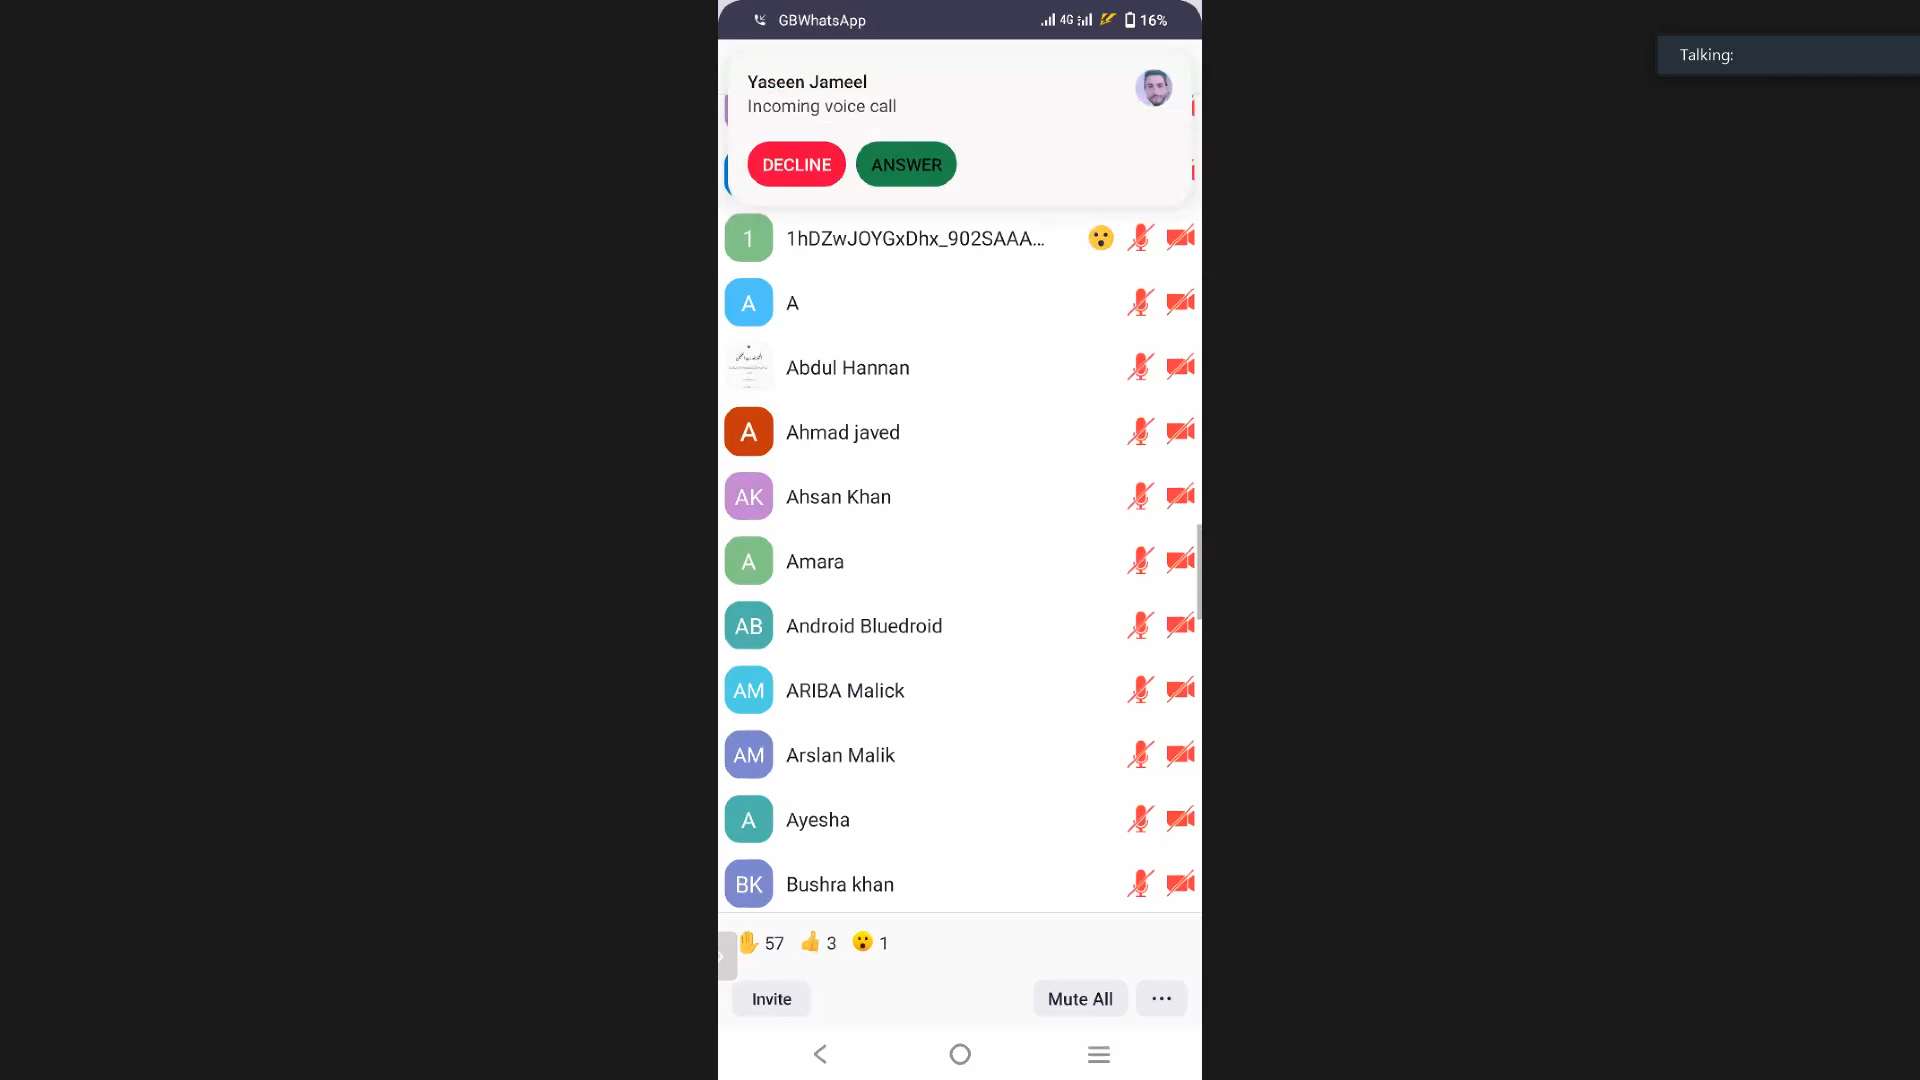 GBWhatsApp
4G
16%
Talking:
Yaseen Jameel
Incoming voice call
DECLINE
ANSWER
1
1hDZwJOYGxDhx_902SAAA...
A
A
Abdul Hannan
A
Ahmad javed
AK
Ahsan Khan
A
Amara
AB
Android Bluedroid
AM
ARIBA Malick
AM
Arslan Malik
A
Ayesha
BK
Bushra khan
57
3
1
Invite
Mute All